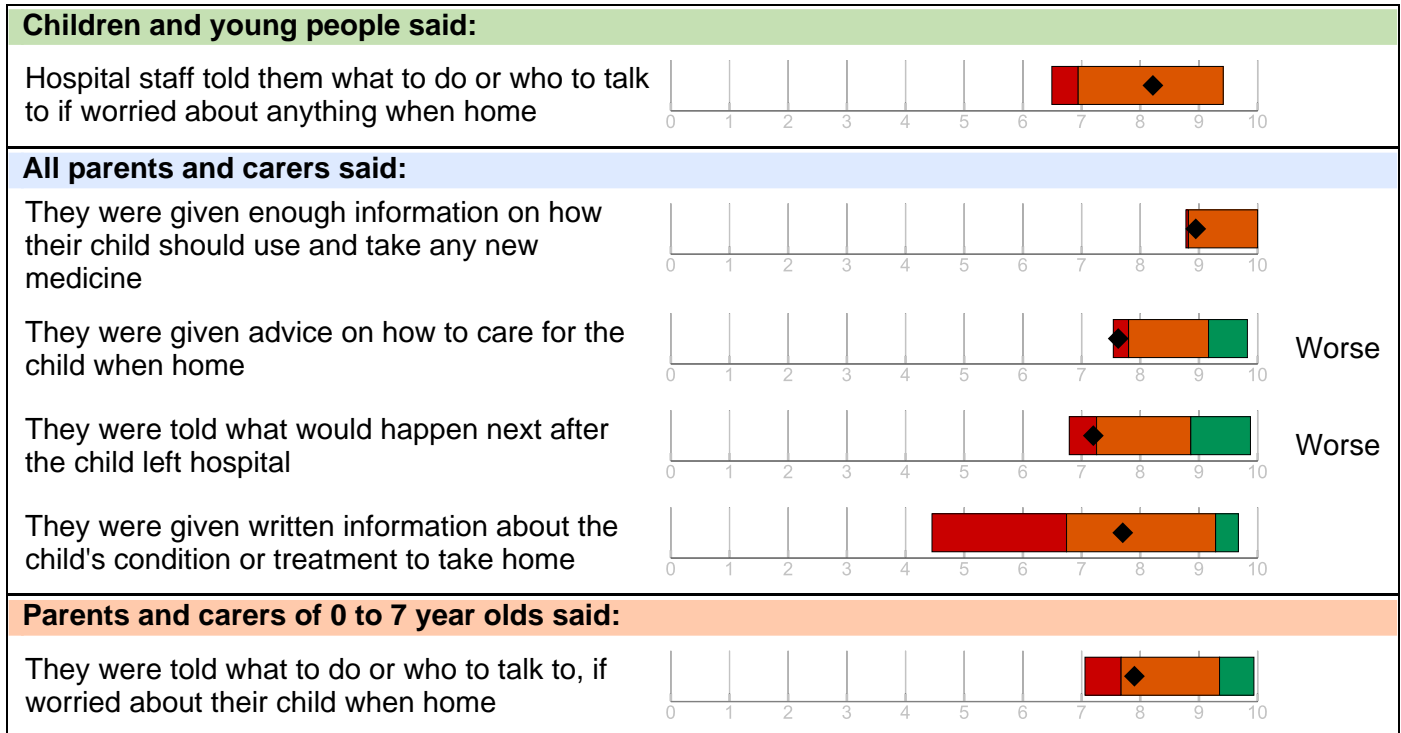 Children and young people said:
Hospital staff told them what to do or who to talk
to if worried about anything when home
0 1 2 3 4 5 6 7 8 9 10
All parents and carers said:
They were given enough information on how
their child should use and take any new
medicine
0 1 2 3 4 5 6 7 8 9 10
They were given advice on how to care for the
child when home
0 1 2 3 4 5 6 7 8 9 10
Worse
They were told what would happen next after
the child left hospital
0 1 2 3 4 5 6 7 8 9 10
Worse
They were given written information about the
child's condition or treatment to take home
0 1 2 3 4 5 6 7 8 9 10
Parents and carers of 0 to 7 year olds said:
They were told what to do or who to talk to, if
worried about their child when home
0 1 2 3 4 5 6 7 8 9 10